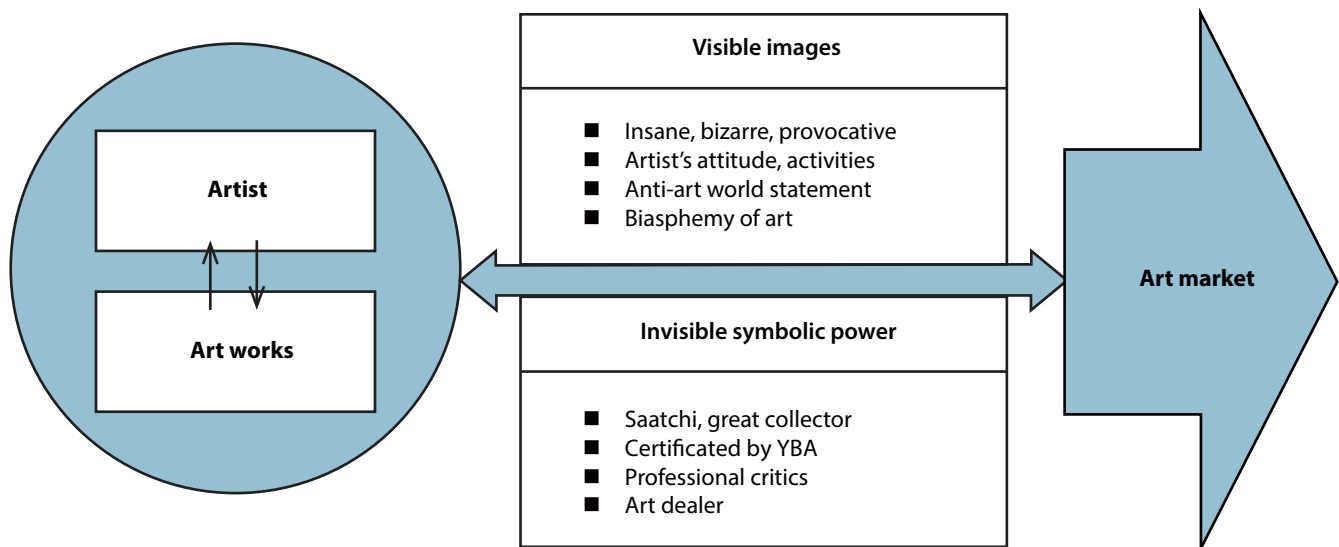 Artist
Art works
Visible images
■ Insane, bizarre, provocative
■ Artist's attitude, activities
■ Anti-art world statement
■ Biasphemy of art
Invisible symbolic power
■ Saatchi, great collector
■ Certificated by YBA
■ Professional critics
■ Art dealer
Art market